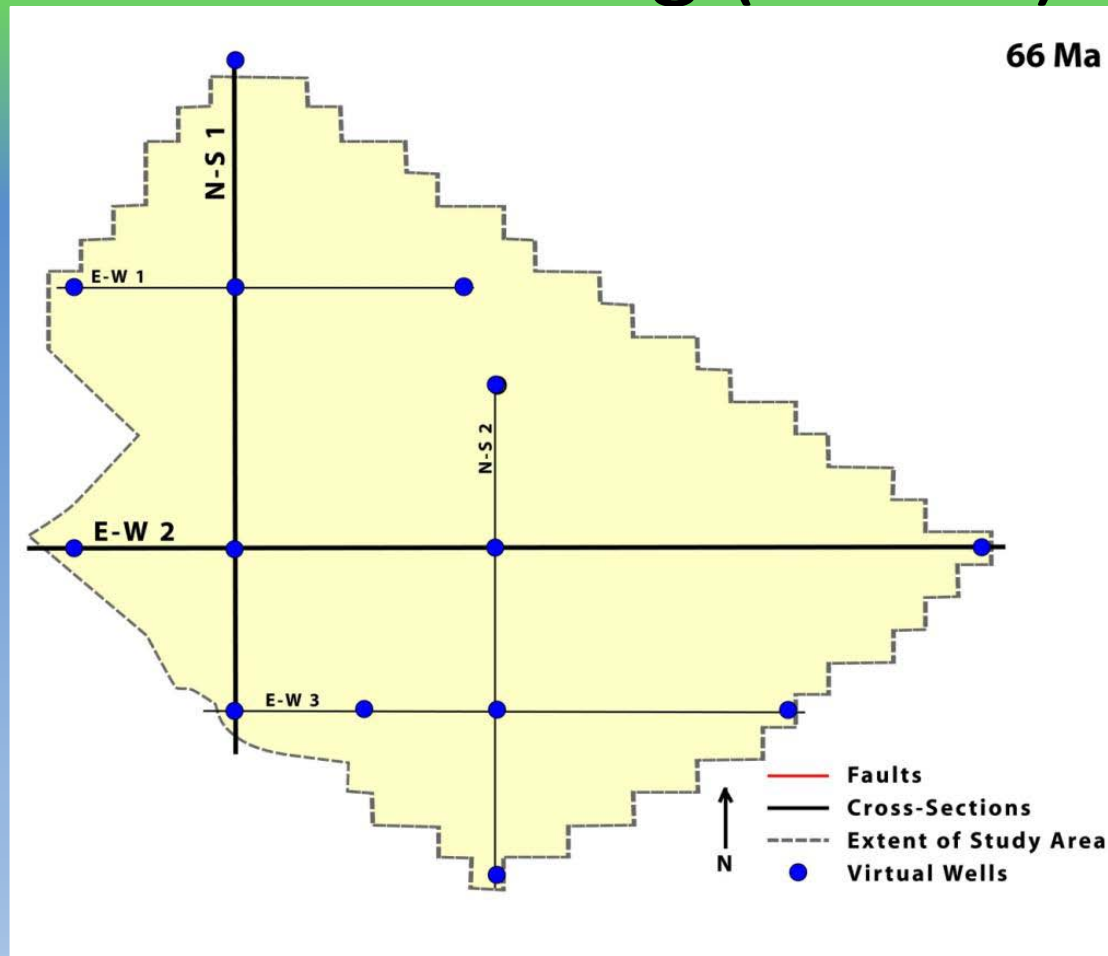 66 Ma
N-S 1
E-W 1
N-S 2
E-W 2
E-W 3
Faults
Cross-Sections
Extent of Study Area
Virtual Wells
N